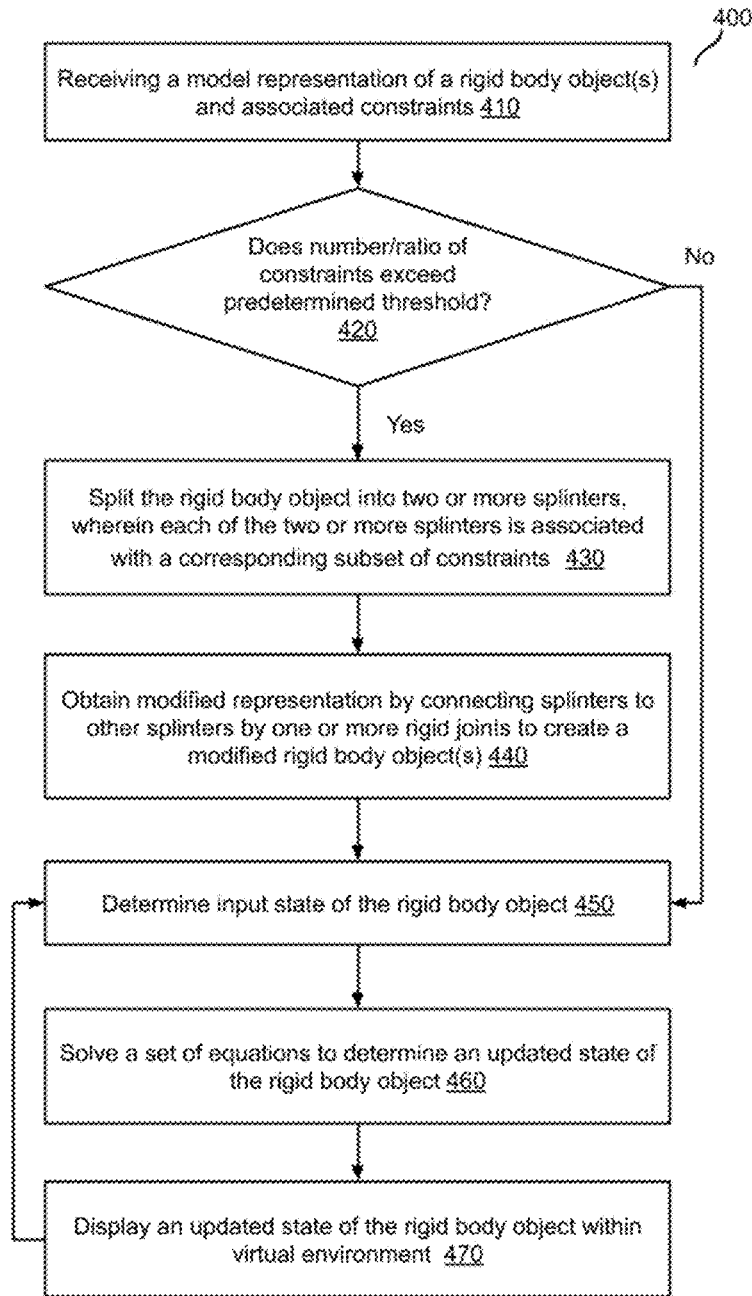 400
Receiving a model representation of a rigid body object(s)
and associated constraints 410
Does number/ratio of
constraints exceed
predetermined threshold?
420
No
Yes
Split the rigid body object into two or more splinters,
wherein each of the two or more splinters is associated
with a corresponding subset of constraints 430
Obtain modified representation by connecting splinters to
other splinters by one or more rigid joints to create a
modified rigid body object(s) 440
Determine input state of the rigid body object 450
Solve a set of equations to determine an updated state of
the rigid body object 460
Display an updated state of the rigid body object within
virtual environment 470